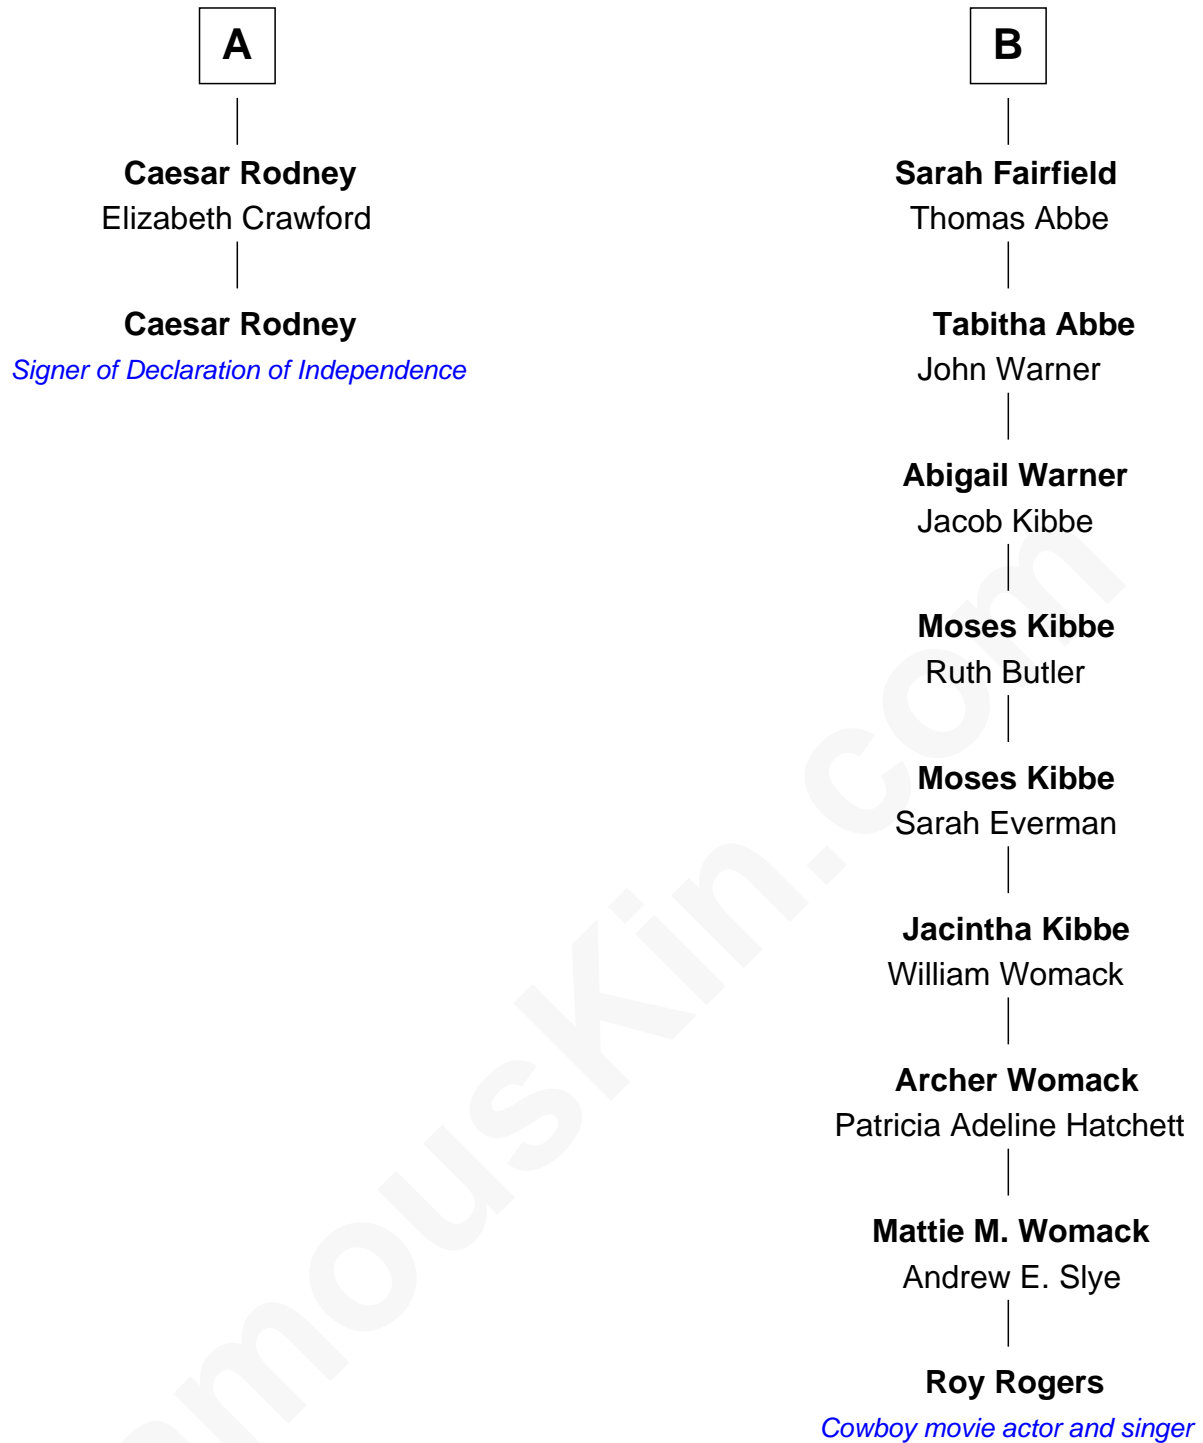 A
Caesar Rodney
Elizabeth Crawford
Caesar Rodney
Signer of Declaration of Independence
B
Sarah Fairfield
Thomas Abbe
Tabitha Abbe
John Warner
Abigail Warner
Jacob Kibbe
Moses Kibbe
Ruth Butler
Moses Kibbe
Sarah Everman
Jacintha Kibbe
William Womack
Archer Womack
Patricia Adeline Hatchett
Mattie M. Womack
Andrew E. Slye
Roy Rogers
Cowboy movie actor and singer
amousKin.com